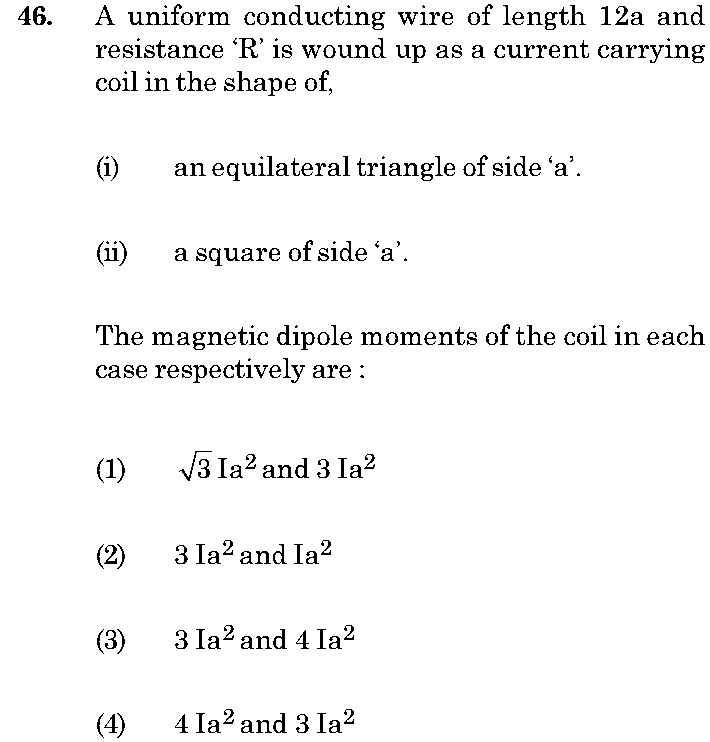 46. A uniform conducting wire of length 12a and
resistance ‘R’ is wound up as a current carrying
coil in the shape of,
(i) an equilateral triangle of side ‘a’.
(ii) a square of side ‘a’.
The magnetic dipole moments of the coil in each
case respectively are :
(1) √3 Ia² and 3 Ia²
(2) 3 Ia² and Ia²
(3) 3 Ia² and 4 Ia²
(4) 4 Ia² and 3 Ia²